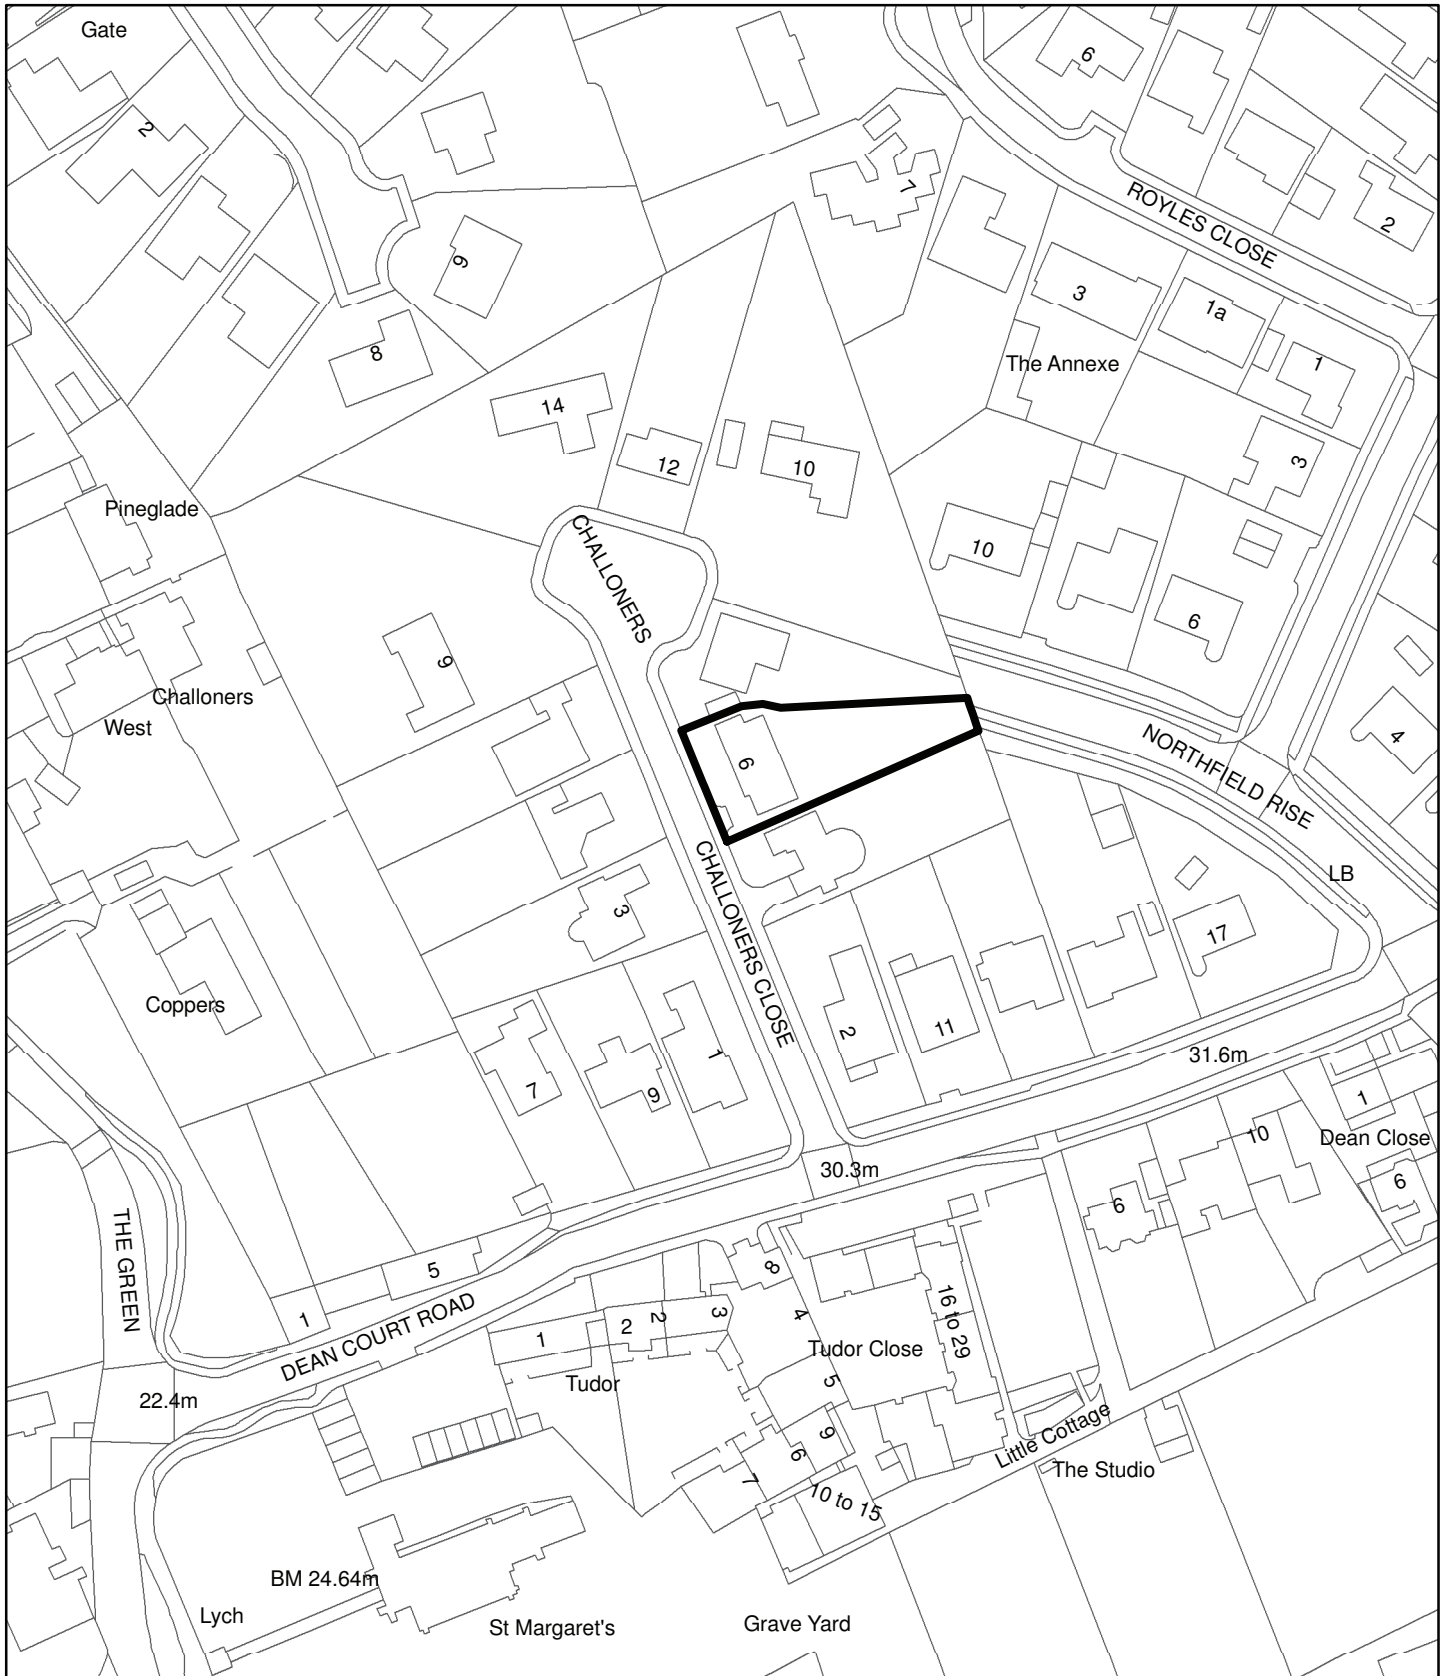 Gate
6
2
7
ROYLES CLOSE
2
9
3
1a
8
The Annexe
1
14
12
10
3
Pineglade
CHALLONERS
10
6
9
Challoners
West
NORTHFIELD RISE
4
6
LB
CHALLONERS CLOSE
3
17
Coppers
2
11
1
31.6m
7
9
1
10
Dean Close
30.3m
6
6
THE GREEN
5
8
1
DEAN COURT ROAD
1
2
2
3
4
16 to 29
Tudor Close
Tudor
5
22.4m
9
6
Little Cottage
The Studio
7
10 to 15
BM 24.64m
Lych
St Margaret's
Grave Yard